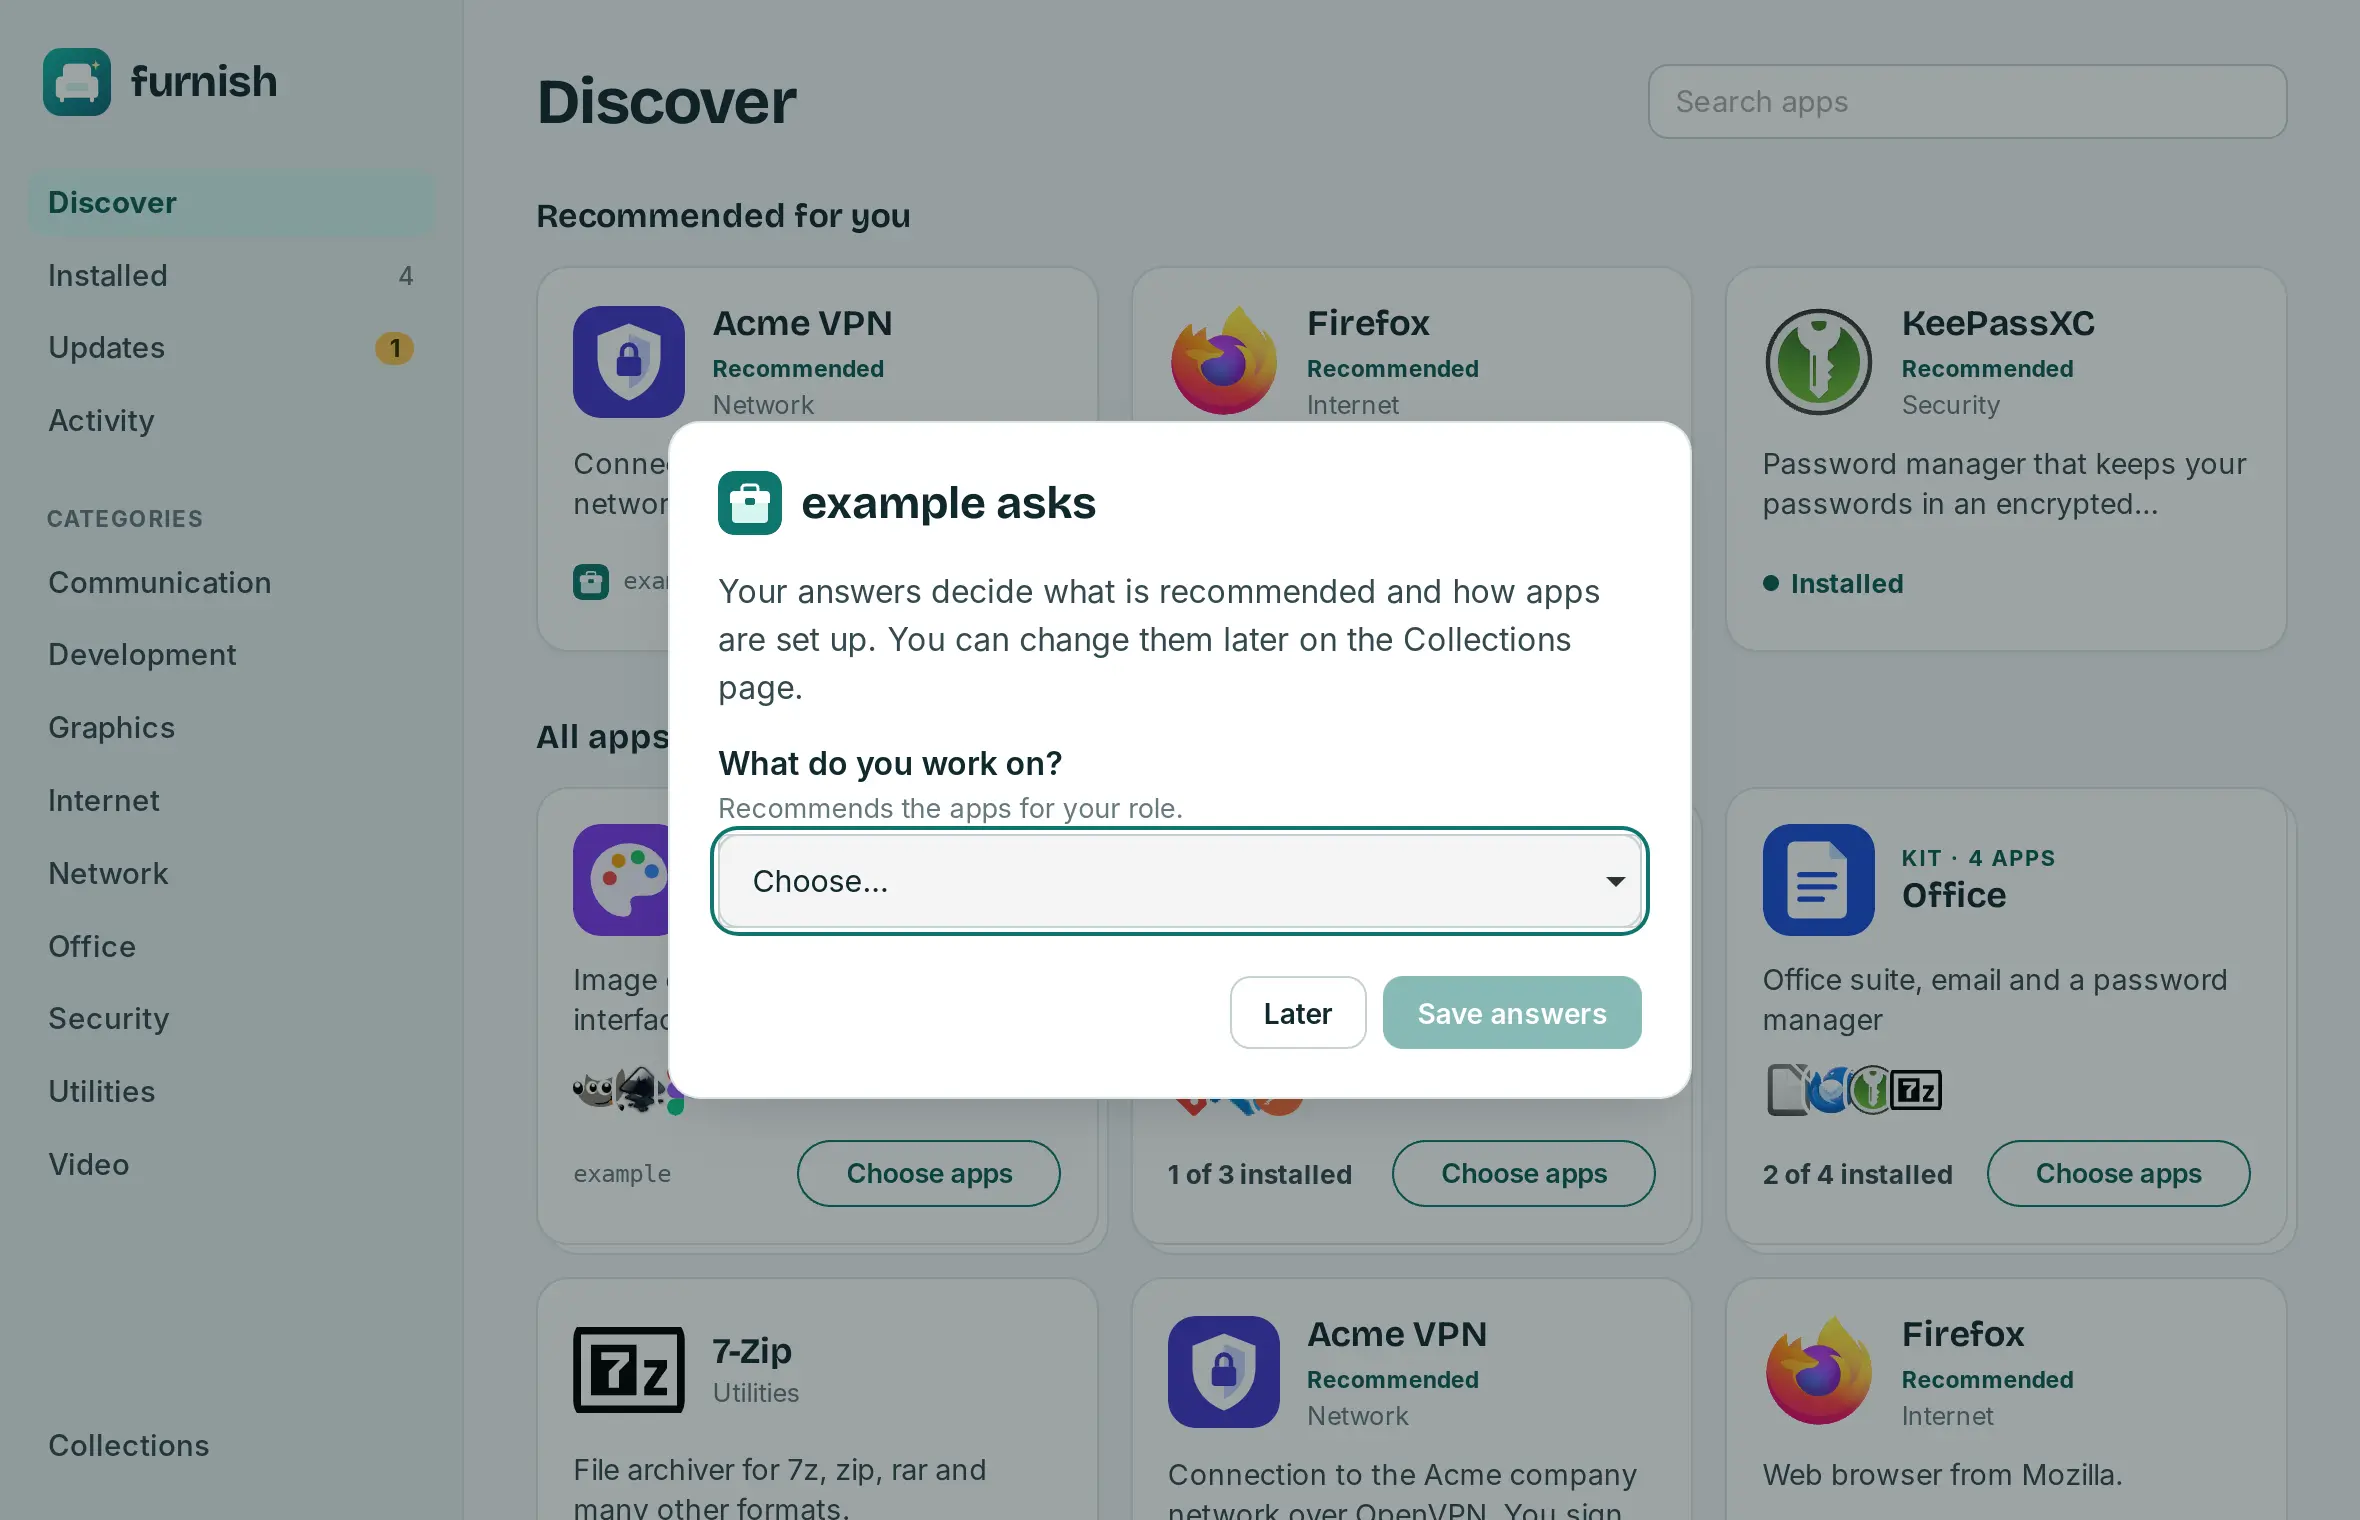 furnish
Discover
Installed 4
Updates 1
Activity
CATEGORIES
Communication
Development
Graphics
Internet
Network
Office
Security
Utilities
Video
Collections
Discover
Search apps
Recommended for you
Acme VPN
Recommended
Network
Firefox
Recommended
Internet
KeePassXC
Recommended
Security
Password manager that keeps your
passwords in an encrypted...
Installed
example asks
Your answers decide what is recommended and how apps
are set up. You can change them later on the Collections
page.
What do you work on?
Recommends the apps for your role.
Choose...
Later
Save answers
All apps
Image
example
Choose apps
1 of 3 installed
Choose apps
KIT · 4 APPS
Office
Office suite, email and a password
manager
2 of 4 installed
Choose apps
7-Zip
Utilities
File archiver for 7z, zip, rar and
many other formats.
Acme VPN
Recommended
Network
Connection to the Acme company
network over OpenVPN. You sign
Firefox
Recommended
Internet
Web browser from Mozilla.